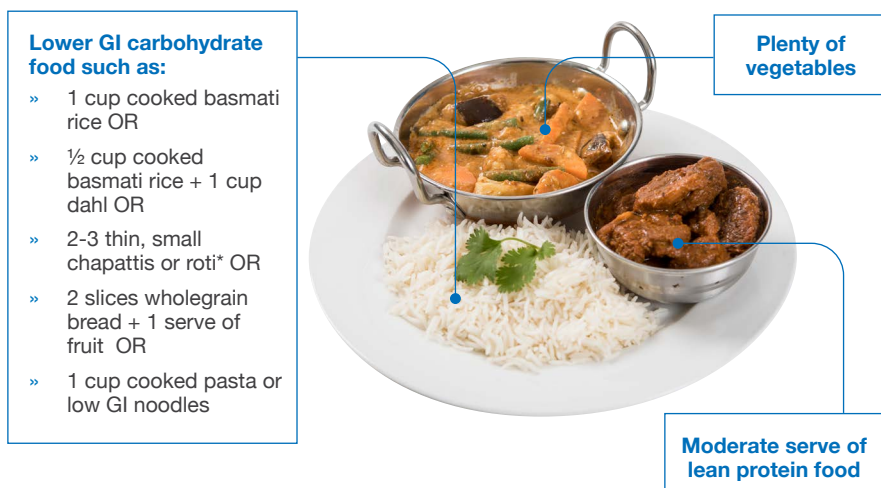 Lower GI carbohydrate
food such as:
» 1 cup cooked basmati
rice OR
» ½ cup cooked
basmati rice + 1 cup
dahl OR
» 2-3 thin, small
chapattis or roti* OR
» 2 slices wholegrain
bread + 1 serve of
fruit OR
» 1 cup cooked pasta or
low GI noodles
Plenty of
vegetables
Moderate serve of
lean protein food